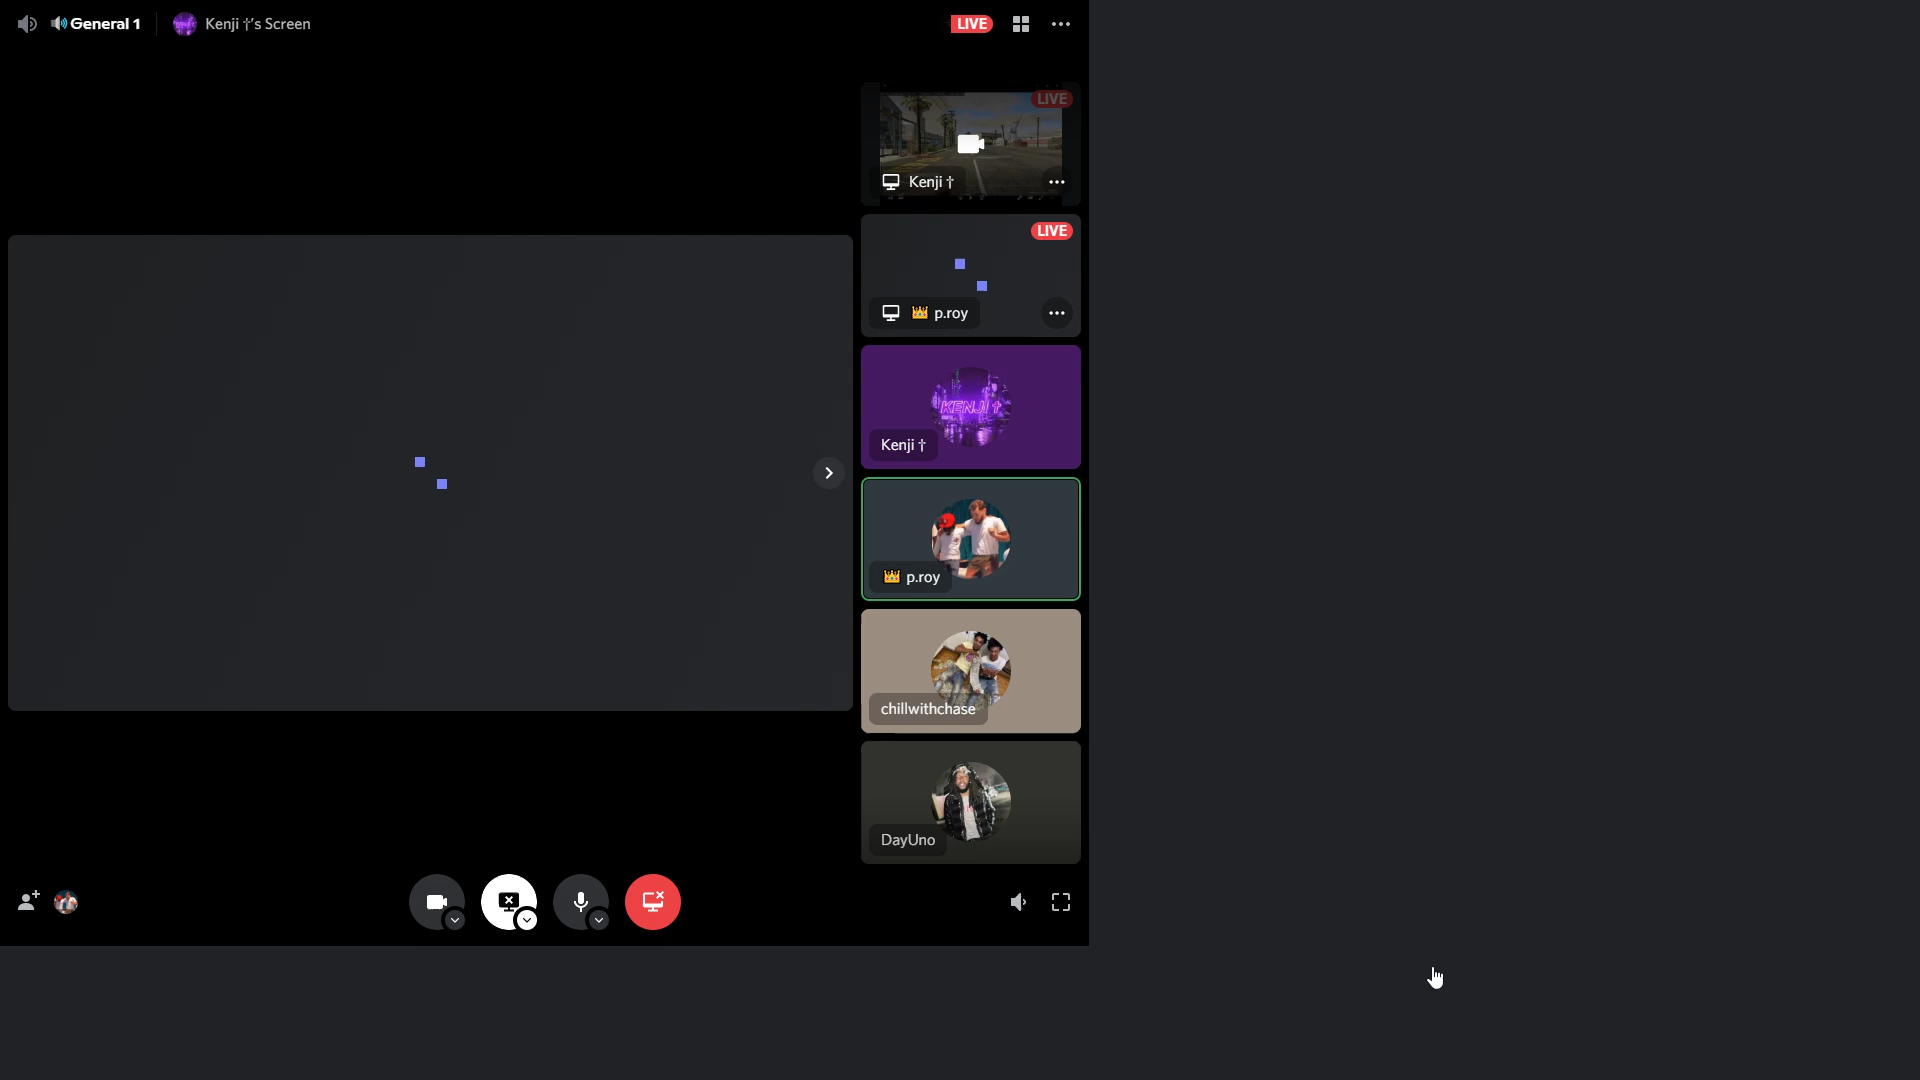 General 1
Kenji †'s Screen
LIVE
LIVE
Kenji †
LIVE
p.roy
KENJI †
Kenji †
p.roy
chillwithchase
DayUno